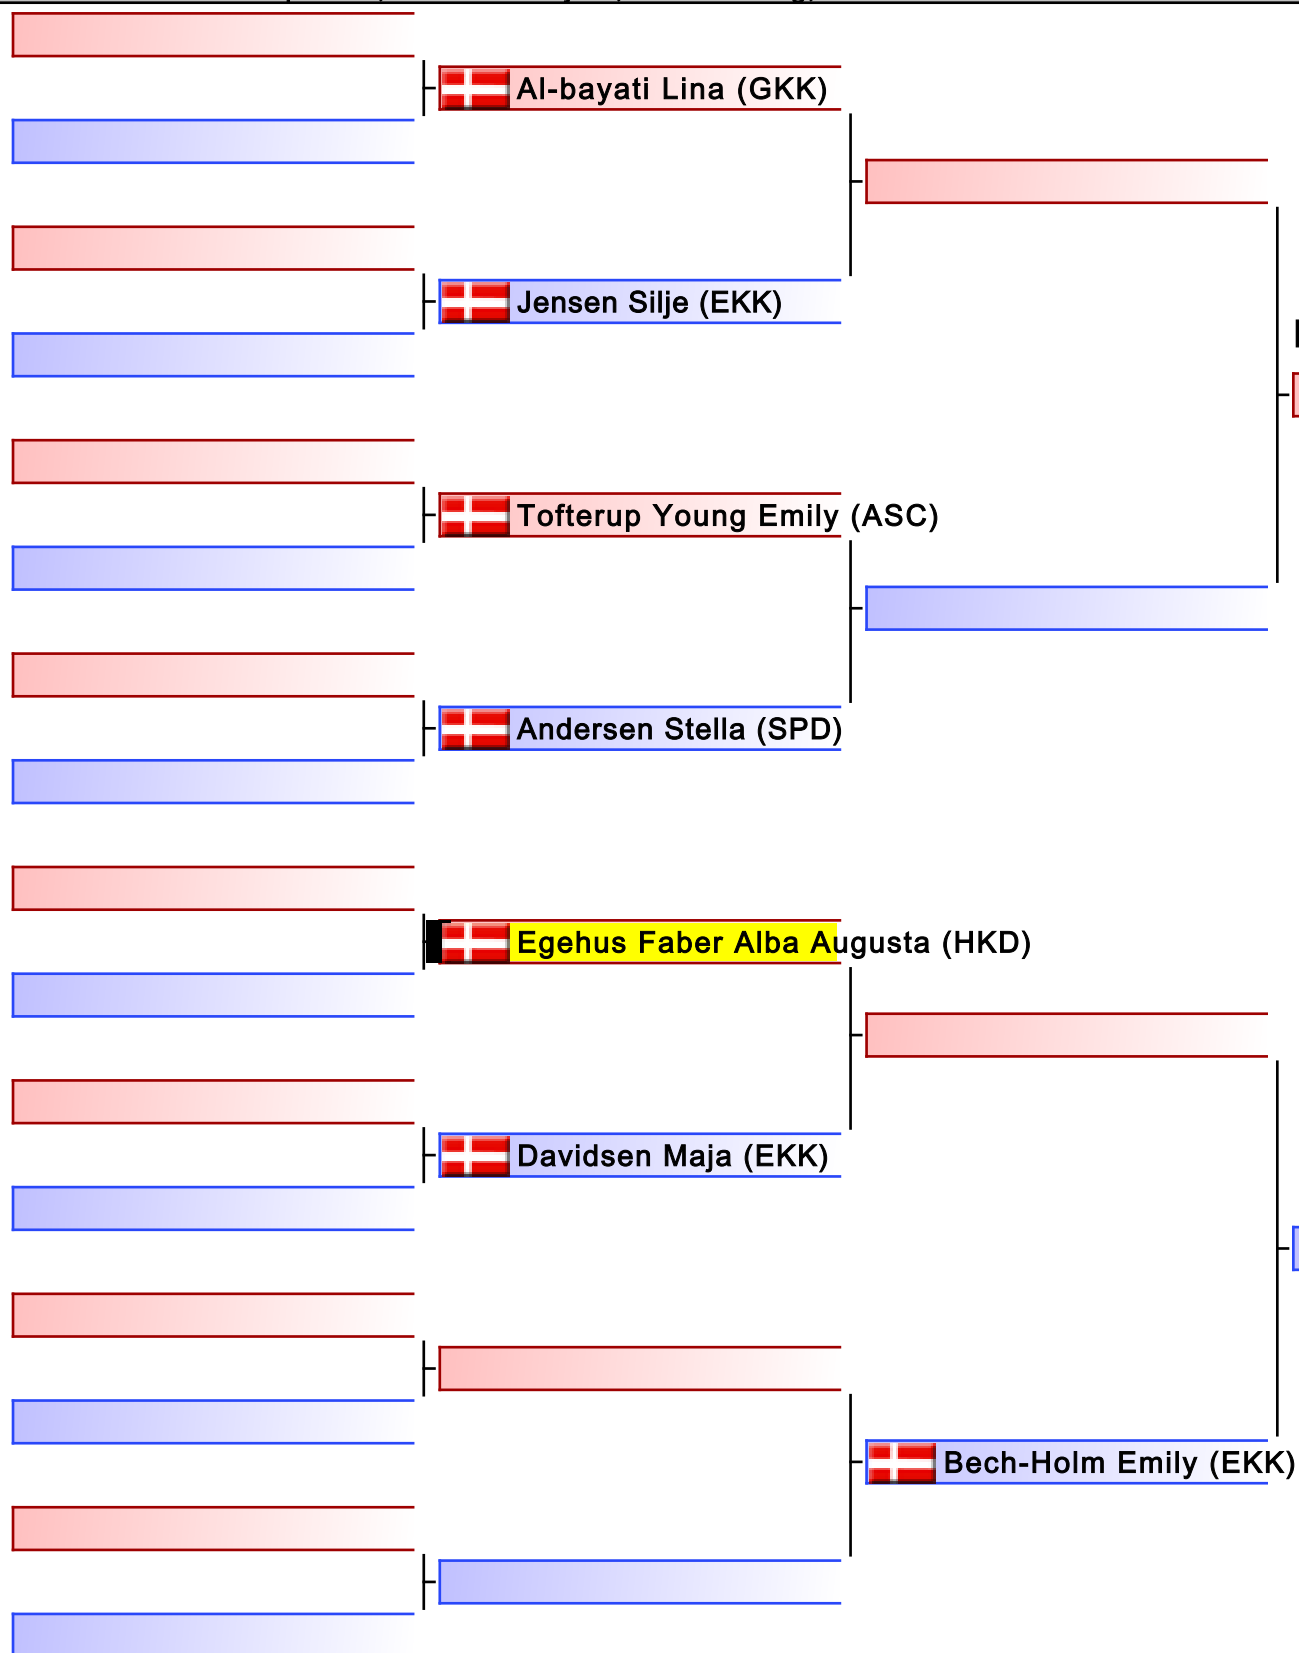 Al-bayati Lina (GKK)
Jensen Silje (EKK)
Tofterup Young Emily (ASC)
Andersen Stella (SPD)
Egehus Faber Alba Augusta (HKD)
Davidsen Maja (EKK)
Bech-Holm Emily (EKK)